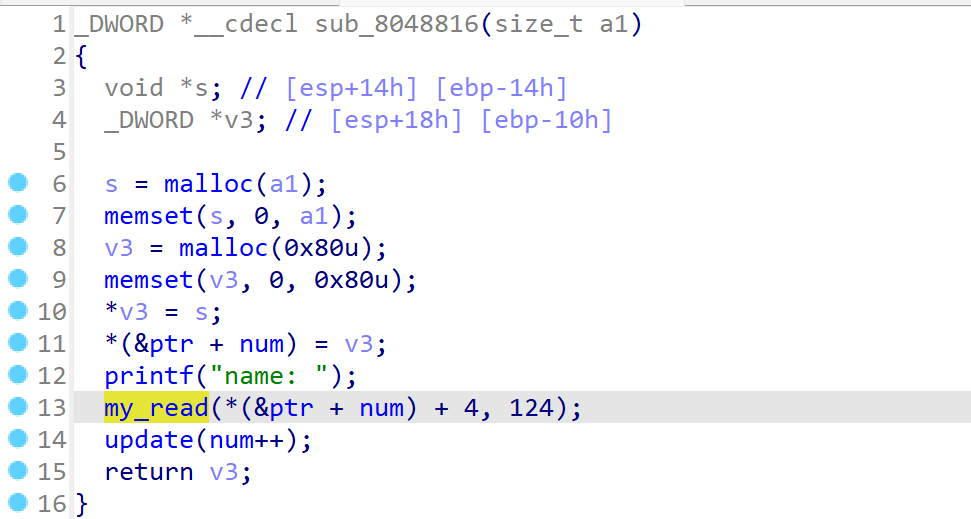 1 _DWORD *__cdecl sub_8048816(size_t a1)
2 {
3 void *s; // [esp+14h] [ebp-14h]
4 _DWORD *v3; // [esp+18h] [ebp-10h]
5
6 s = malloc(a1);
7 memset(s, 0, a1);
8 v3 = malloc(0x80u);
9 memset(v3, 0, 0x80u);
10 *v3 = s;
11 *(&ptr + num) = v3;
12 printf("name: ");
13 my_read(*(&ptr + num) + 4, 124);
14 update(num++);
15 return v3;
16 }